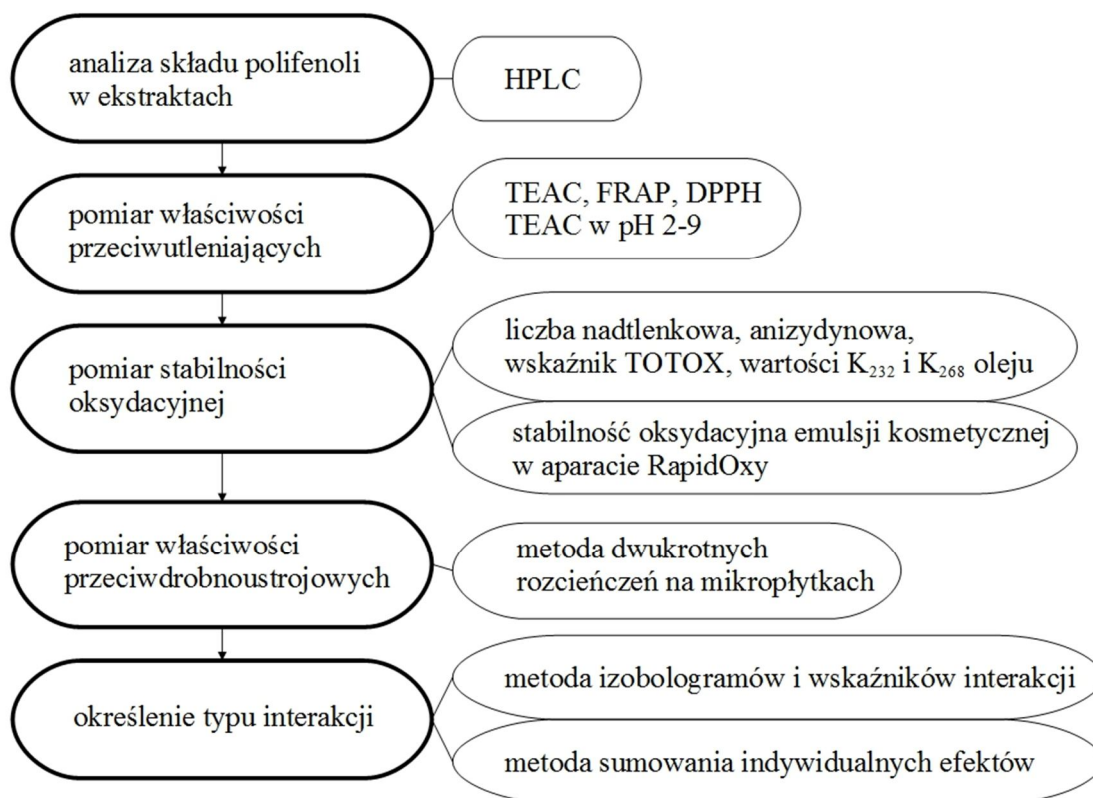 analiza składu polifenoli
w ekstraktach
HPLC
pomiar właściwości
przeciwutleniających
TEAC, FRAP, DPPH
TEAC w pH 2-9
pomiar stabilności
oksydacyjnej
liczba nadtlenkowa, anizydynowa,
wskaźnik TOTOX, wartości K₂₃₂ i K₂₆₈ oleju
stabilność oksydacyjna emulsji kosmetycznej
w aparacie RapidOxy
pomiar właściwości
przeciwdrobnoustrojowych
metoda dwukrotnych
rozcieńczeń na mikropłytkach
określenie typu interakcji
metoda izobologramów i wskaźników interakcji
metoda sumowania indywidualnych efektów